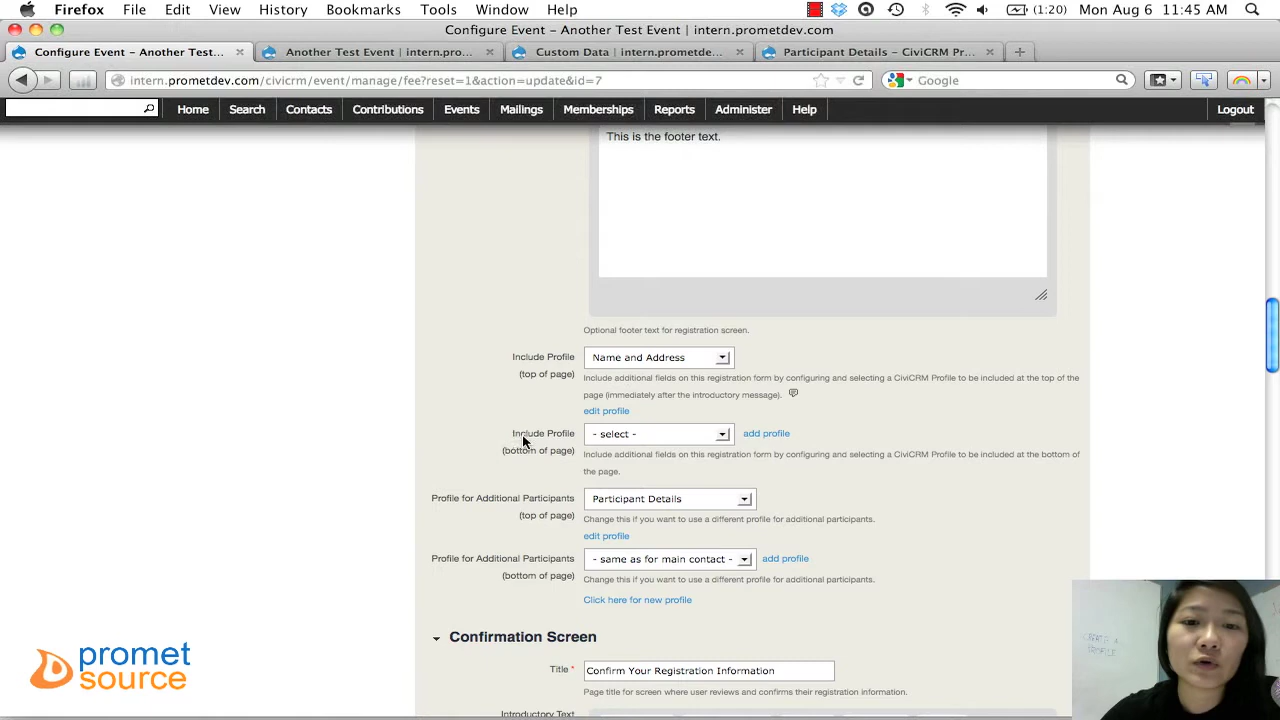 Firefox File Edit View History Bookmarks Tools Window Help (1:20) Mon Aug 6 11:45 AM
Configure Event – Another Test Event | intern.prometdev.com
Configure Event – Another Test... Another Test Event | intern.pro... Custom Data | intern.prometde... Participant Details – CiviCRM Pr...
intern.prometdev.com/civicrm/event/manage/fee?reset=1&action=update&id=7 Google
Home Search Contacts Contributions Events Mailings Memberships Reports Administer Help Logout
This is the footer text.
Optional footer text for registration screen.
Include Profile Name and Address
(top of page)
Include additional fields on this registration form by configuring and selecting a CiviCRM Profile to be included at the top of the
page (immediately after the introductory message).
edit profile
Include Profile - select - add profile
(bottom of page)
Include additional fields on this registration form by configuring and selecting a CiviCRM Profile to be included at the bottom of
the page.
Profile for Additional Participants Participant Details
(top of page)
Change this if you want to use a different profile for additional participants.
edit profile
Profile for Additional Participants - same as for main contact - add profile
(bottom of page)
Change this if you want to use a different profile for additional participants.
Click here for new profile
Confirmation Screen
Title * Confirm Your Registration Information
Page title for screen where user reviews and confirms their registration information.
Introductory Text
promet
source
CREATE A
PROFILE